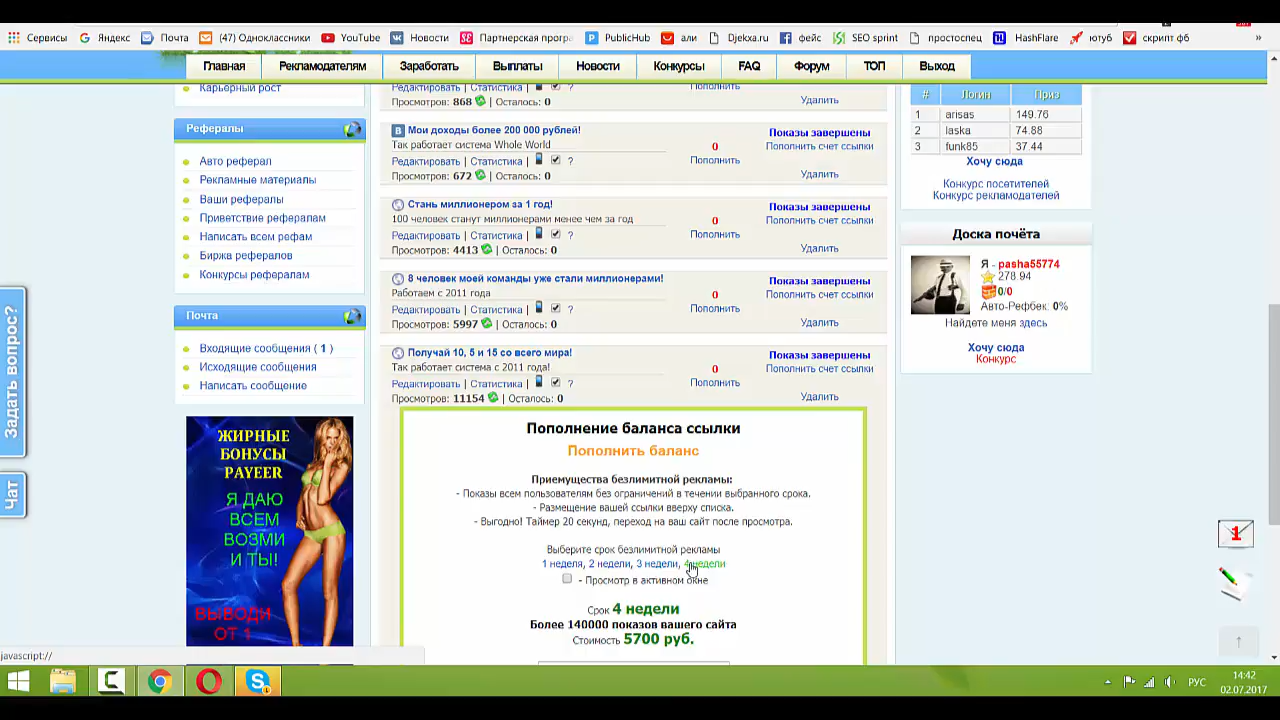 Сервисы Яндекс Почта (47) Одноклассники YouTube Новости Партнерская програ PublicHub али Djekxa.ru фейс SEO sprint простоспец HashFlare ютуб скрипт фб »
Главная Рекламодателям Заработать Выплаты Новости Конкурсы FAQ Форум ТОП Выход
Карьерный рост
Рефералы
Авто реферал
Рекламные материалы
Ваши рефералы
Приветствие рефералам
Написать всем рефам
Биржа рефералов
Конкурсы рефералам
Почта
Входящие сообщения ( 1 )
Исходящие сообщения
Написать сообщение
ЖИРНЫЕ
БОНУСЫ
PAYEER
Я ДАЮ
ВСЕМ
ВОЗМИ
И ТЫ!
ВЫВОДИ
ОТ 1
Задать вопрос?
Чат
Редактировать | Статистика | ?
Просмотров: 868 | Осталось: 0
Пополнить
Удалить
Мои доходы более 200 000 рублей!
Так работает система Whole World
Редактировать | Статистика | ?
Просмотров: 672 | Осталось: 0
0
Пополнить
Показы завершены
Пополнить счет ссылки
Удалить
Стань миллионером за 1 год!
100 человек станут миллионерами менее чем за год
Редактировать | Статистика | ?
Просмотров: 4413 | Осталось: 0
0
Пополнить
Показы завершены
Пополнить счет ссылки
Удалить
8 человек моей команды уже стали миллионерами!
Работаем с 2011 года
Редактировать | Статистика | ?
Просмотров: 5997 | Осталось: 0
0
Пополнить
Показы завершены
Пополнить счет ссылки
Удалить
Получай 10, 5 и 15 со всего мира!
Так работает система с 2011 года!
Редактировать | Статистика | ?
Просмотров: 11154 | Осталось: 0
0
Пополнить
Показы завершены
Пополнить счет ссылки
Удалить
Пополнение баланса ссылки
Пополнить баланс
Приемущества безлимитной рекламы:
- Показы всем пользователям без ограничений в течении выбранного срока.
- Размещение вашей ссылки вверху списка.
- Выгодно! Таймер 20 секунд, переход на ваш сайт после просмотра.
Выберите срок безлимитной рекламы
1 неделя, 2 недели, 3 недели, 4 недели
- Просмотр в активном окне
Срок 4 недели
Более 140000 показов вашего сайта
Стоимость 5700 руб.
# Логин Приз
1 arisas 149.76
2 laska 74.88
3 funk85 37.44
Хочу сюда
Конкурс посетителей
Конкурс рекламодателей
Доска почёта
Я - pasha55774
278.94
0/0
Авто-Рефбек: 0%
Найдете меня здесь
Хочу сюда
Конкурс
1
javascript://
РУС
14:42
02.07.2017